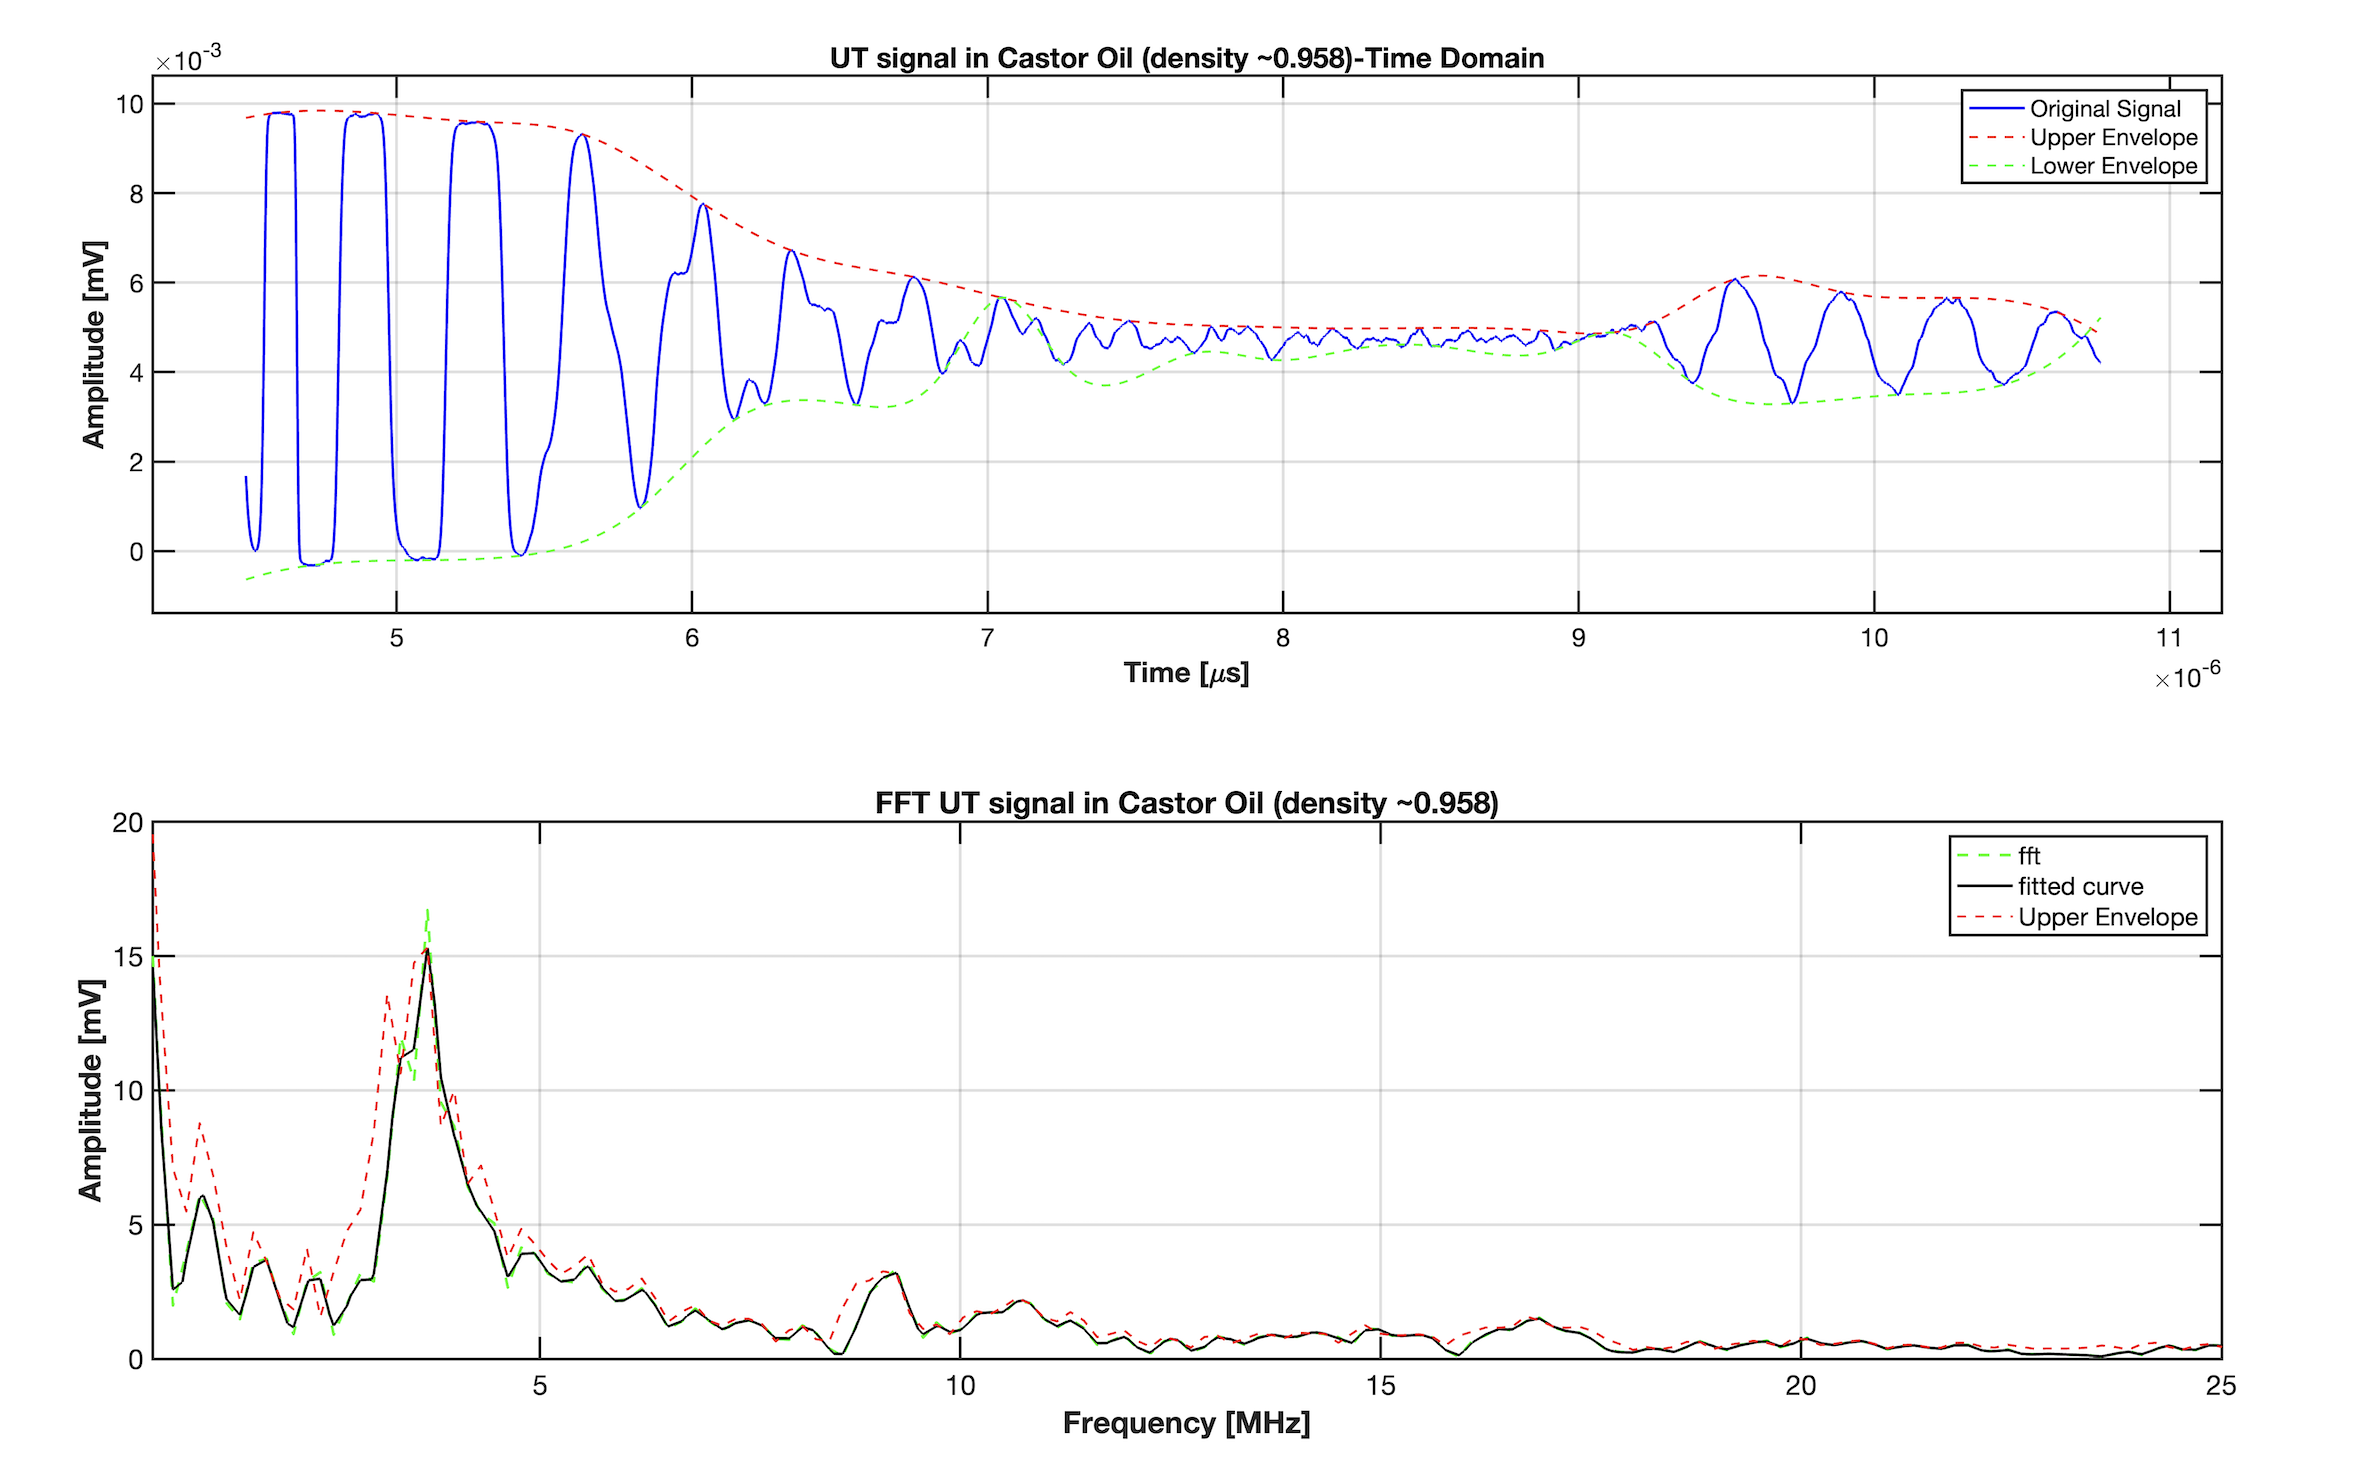 UT signal in Castor Oil (density ~0.958)-Time Domain
×10-3
10
8
6
4
2
0
Amplitude [mV]
Original Signal
Upper Envelope
Lower Envelope
5 6 7 8 9 10 11
Time [μs]
×10-6
FFT UT signal in Castor Oil (density ~0.958)
20
15
10
5
0
Amplitude [mV]
fft
fitted curve
Upper Envelope
5 10 15 20 25
Frequency [MHz]